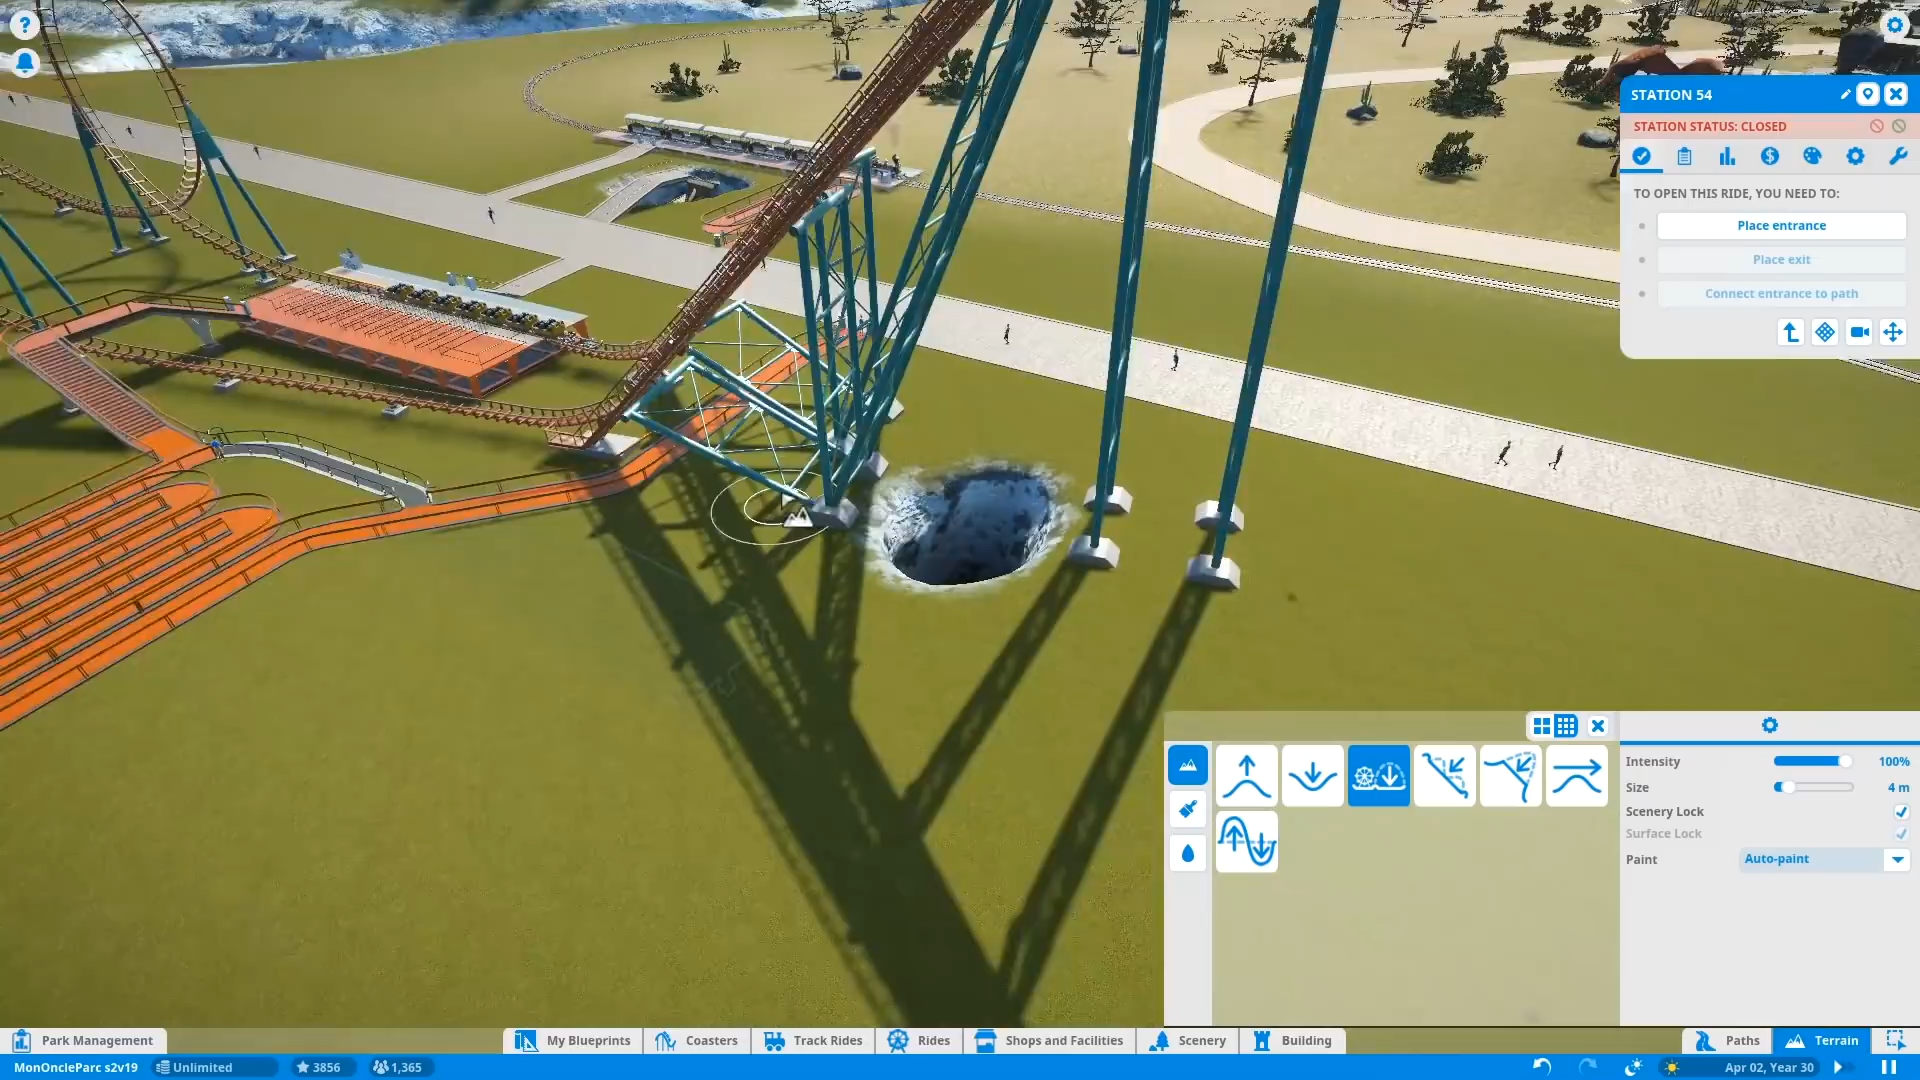 ?
STATION 54
STATION STATUS: CLOSED
TO OPEN THIS RIDE, YOU NEED TO:
Place entrance
Place exit
Connect entrance to path
Intensity 100%
Size 4 m
Scenery Lock
Surface Lock
Paint Auto-paint
Park Management My Blueprints Coasters Track Rides Rides Shops and Facilities Scenery Building Paths Terrain
MonOncleParc s2v19 Unlimited 3856 1,365 Apr 02, Year 30